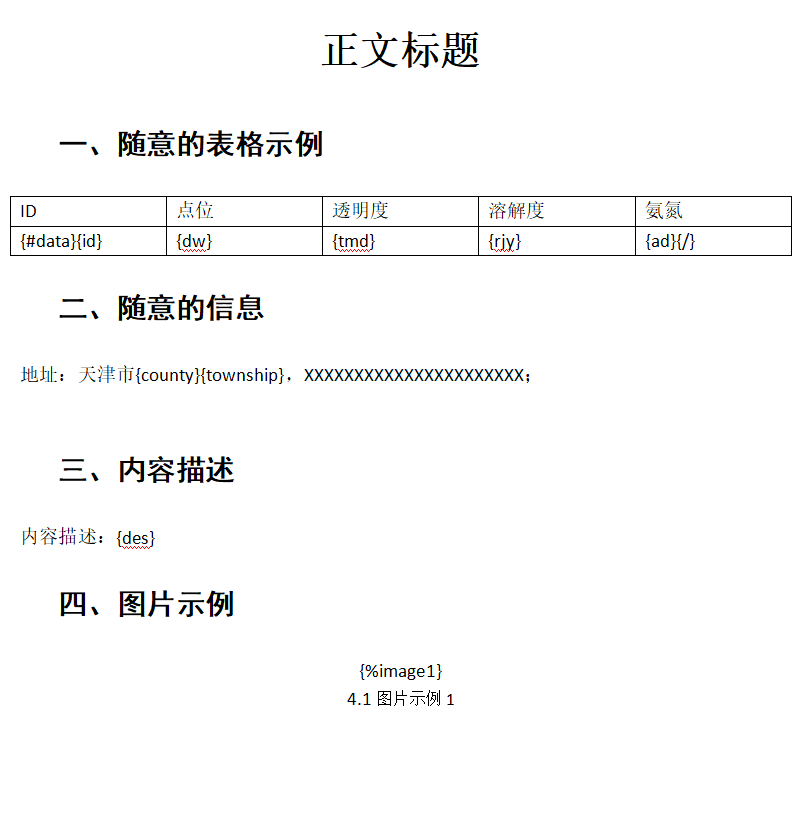 正文标题
一、随意的表格示例
ID 点位 透明度 溶解度 氨氮
{#data}{id} {dw} {tmd} {rjy} {ad}{/}
二、随意的信息
地址：天津市{county}{township}，XXXXXXXXXXXXXXXXXXXXXX；
三、内容描述
内容描述：{des}
四、图片示例
{%image1}
4.1 图片示例 1